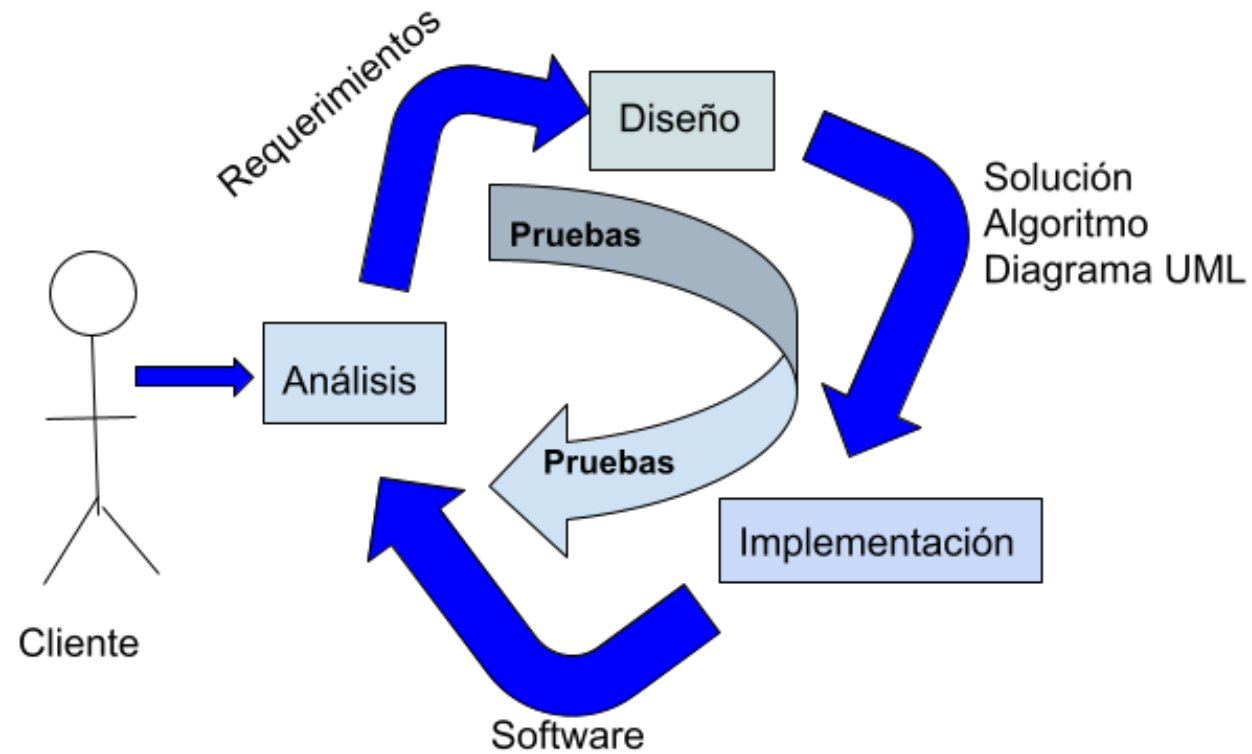 Requerimientos
Diseño
Solución
Algoritmo
Diagrama UML
Pruebas
Análisis
Pruebas
Implementación
Cliente
Software